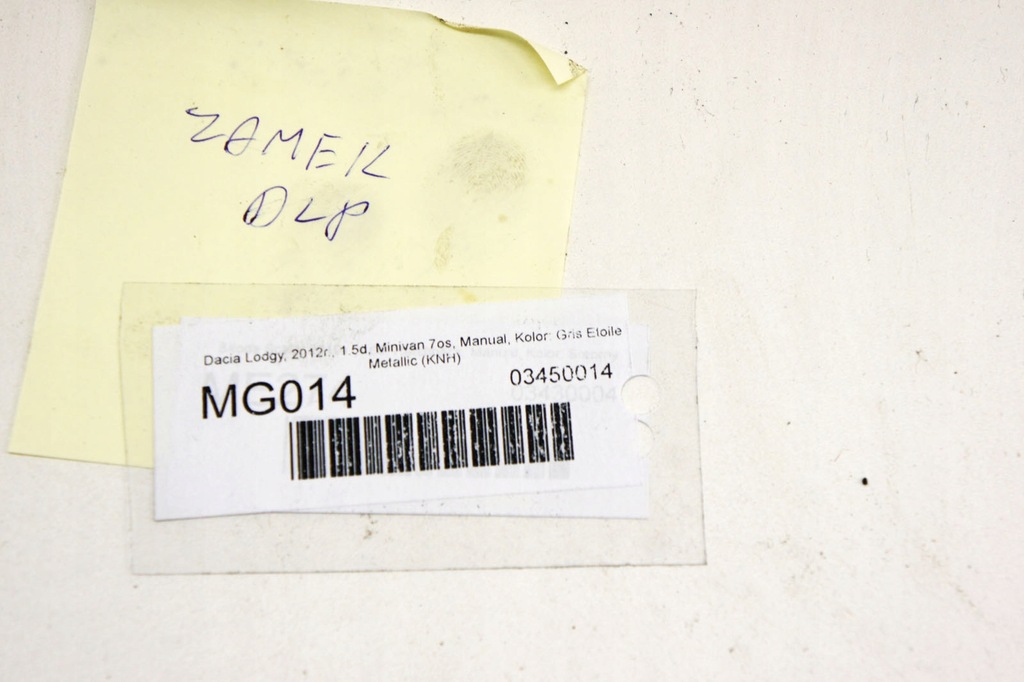 ZAMEK
DLP
Dacia Lodgy, 2012r., 1.5d, Minivan 7os, Manual, Kolor: Gris Etoile
Metallic (KNH)
03450014
MG014